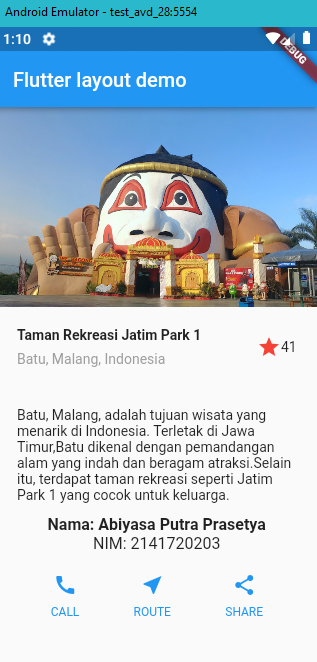 Android Emulator - test_avd_28:5554
1:10
DEBUG
Flutter layout demo
Taman Rekreasi Jatim Park 1
Batu, Malang, Indonesia
41
Batu, Malang, adalah tujuan wisata yang
menarik di Indonesia. Terletak di Jawa
Timur,Batu dikenal dengan pemandangan
alam yang indah dan beragam atraksi.Selain
itu, terdapat taman rekreasi seperti Jatim
Park 1 yang cocok untuk keluarga.
Nama: Abiyasa Putra Prasetya
NIM: 2141720203
CALL ROUTE SHARE